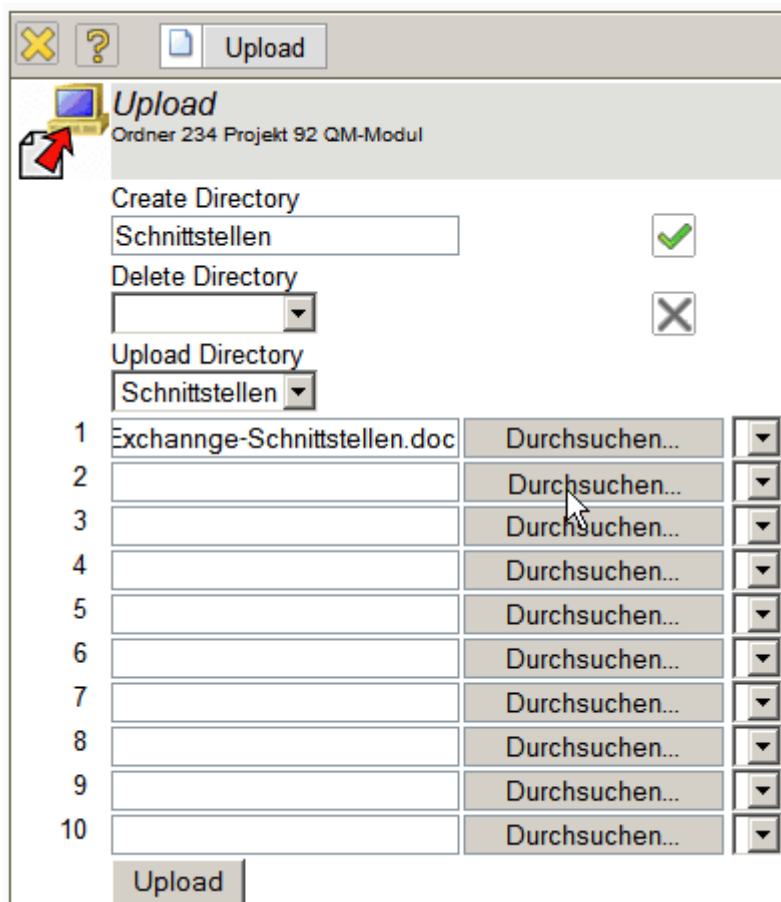 Upload
Upload
Ordner 234 Projekt 92 QM-Modul
Create Directory
Schnittstellen
Delete Directory
Upload Directory
Schnittstellen
1 Exchannge-Schnittstellen.doc Durchsuchen...
2 Durchsuchen...
3 Durchsuchen...
4 Durchsuchen...
5 Durchsuchen...
6 Durchsuchen...
7 Durchsuchen...
8 Durchsuchen...
9 Durchsuchen...
10 Durchsuchen...
Upload